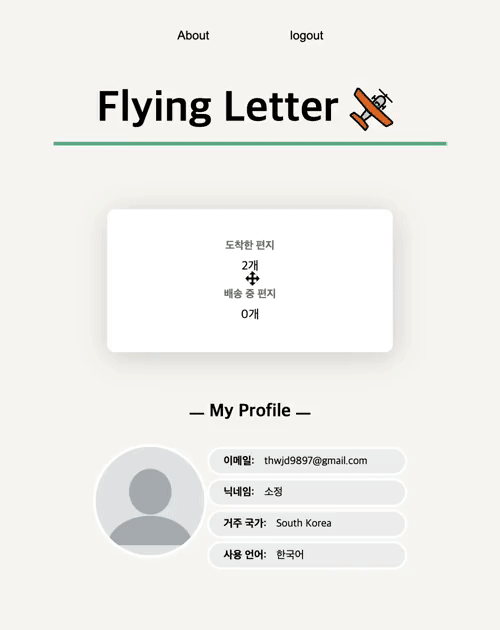 About logout
Flying Letter
도착한 편지
2개
배송 중 편지
0개
— My Profile —
이메일: thwjd9897@gmail.com
닉네임: 소정
거주 국가: South Korea
사용 언어: 한국어